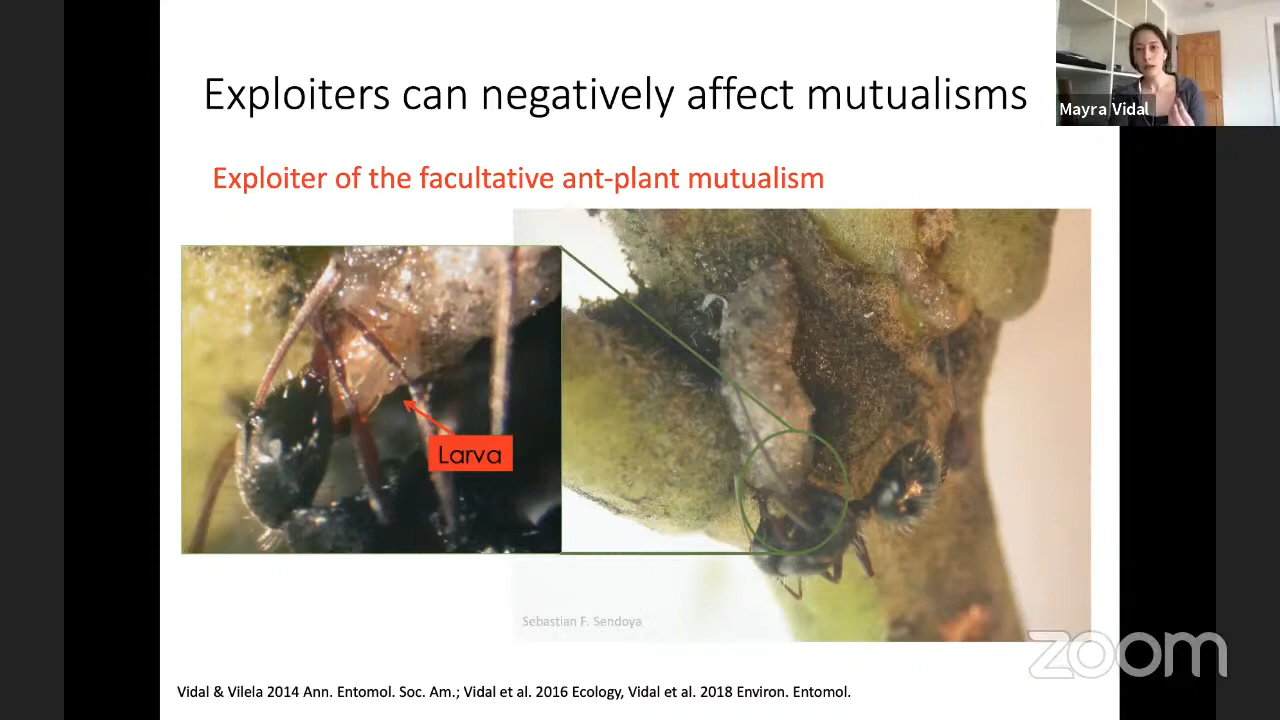 Exploiters can negatively affect mutualisms
Mayra Vidal
Exploiter of the facultative ant-plant mutualism
Larva
Sebastian F. Sendoya
zoom
Vidal & Vilela 2014 Ann. Entomol. Soc. Am.; Vidal et al. 2016 Ecology, Vidal et al. 2018 Environ. Entomol.